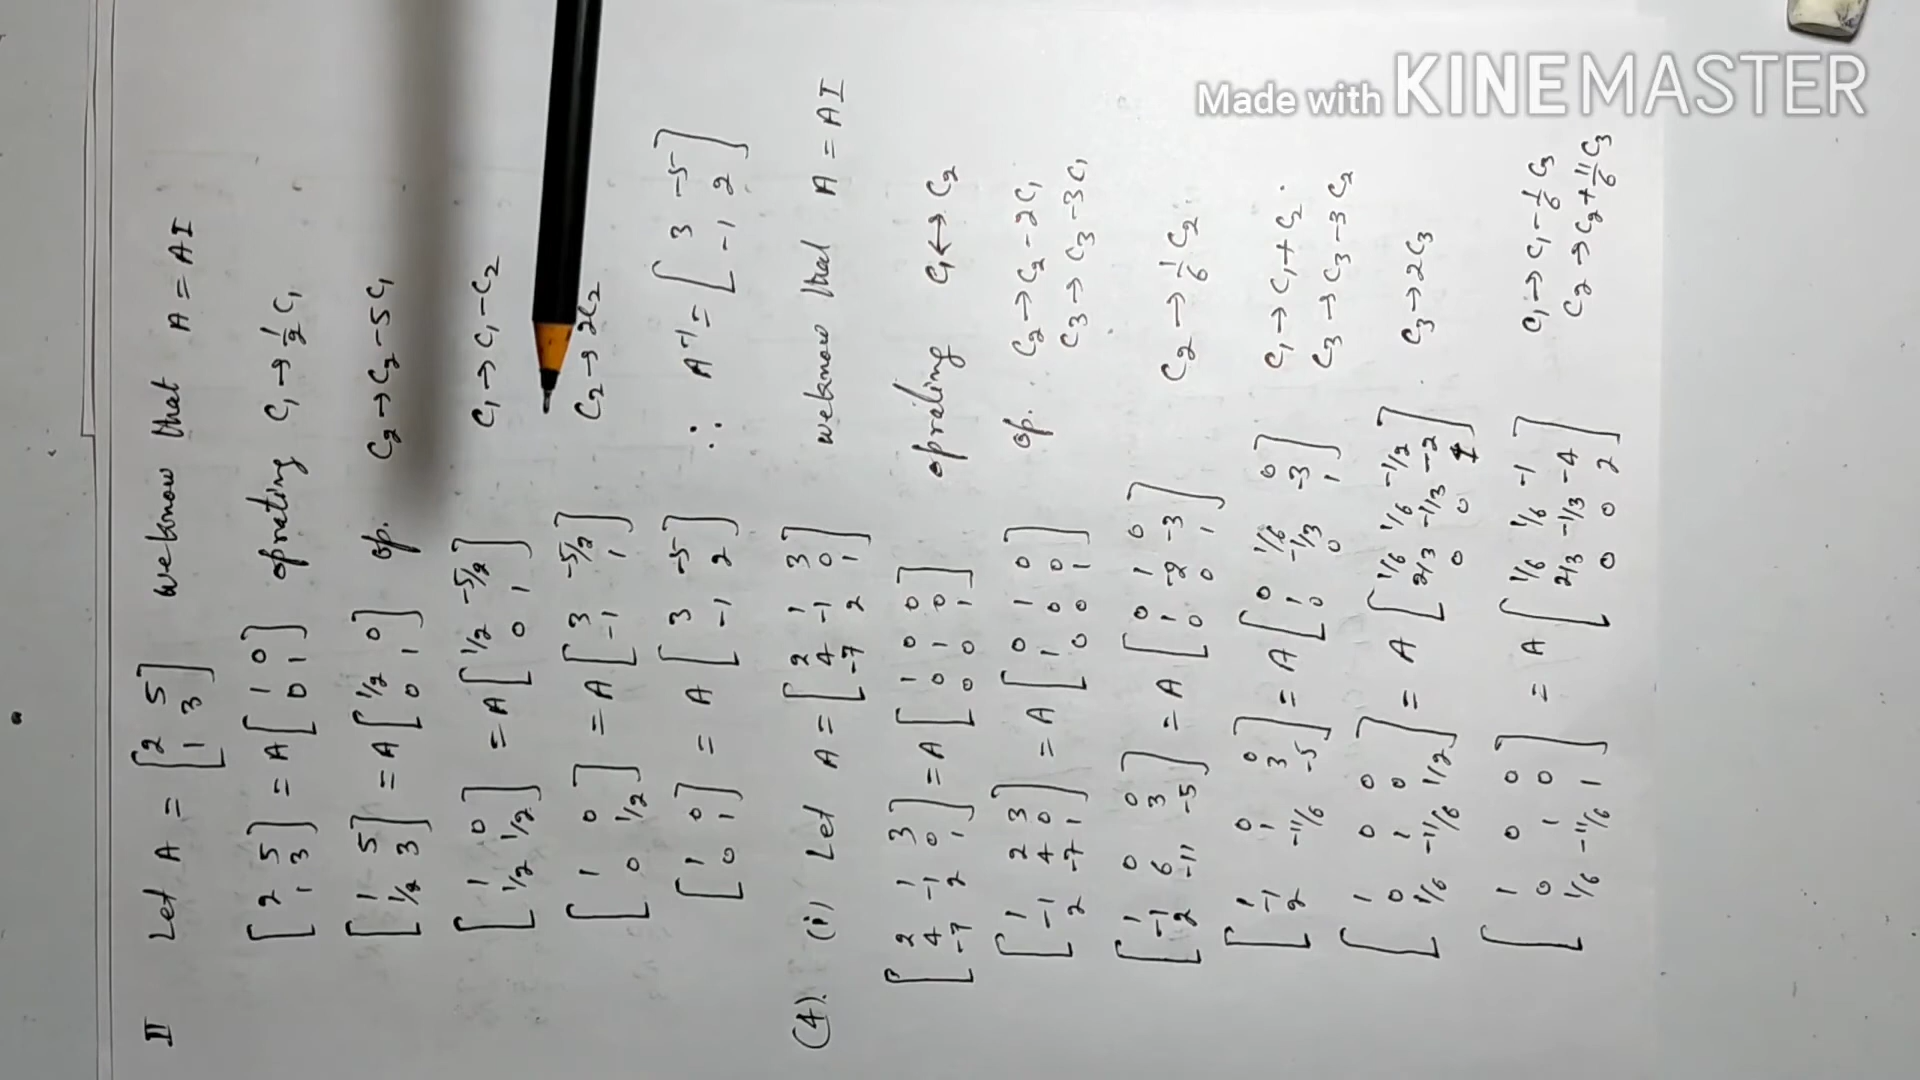 Made with KINEMASTER
II Let A = [2 5; 1 3] weknow that A = AI
[2 5; 1 3] = A [1 0; 0 1] oprating C₁ → 1/2 C₁
[1 5; 1/2 3] = A [1/2 0; 0 1] op. C₂ → C₂ - 5C₁
[1 0; 1/2 1/2] = A [1/2 -5/2; 0 1] C₁ → C₁ - C₂
[1 0; 0 1/2] = A [3 -5/2; -1 1] C₂ → 2C₂
[1 0; 0 1] = A [3 -5; -1 2] ∴ A⁻¹ = [3 -5; -1 2]
(4). (i) Let A = [2 1 3; 4 -1 0; -7 2 1] weknow that A = AI
[2 1 3; 4 -1 0; -7 2 1] = A [1 0 0; 0 1 0; 0 0 1] oprating C₁ ↔ C₂
[1 2 3; -1 4 0; 2 -7 1] = A [0 1 0; 1 0 0; 0 0 1] op. C₂ → C₂ - 2C₁
C₃ → C₃ - 3C₁
[1 0 0; -1 6 3; 2 -11 -5] = A [0 1 0; 1 -2 -3; 0 0 1] C₂ → 1/6 C₂
[1 0 0; -1 1 3; 2 -11/6 -5] = A [0 1/6 0; 1 -1/3 -3; 0 0 1] C₁ → C₁ + C₂.
C₃ → C₃ - 3C₂
[1 0 0; 0 1 0; 1/6 -11/6 1/2] = A [1/6 1/6 -1/2; 2/3 -1/3 -2; 0 0 1] C₃ → 2C₃
[1 0 0; 0 1 0; 1/6 -11/6 1] = A [1/6 1/6 -1; 2/3 -1/3 -4; 0 0 2] C₁ → C₁ - 1/6 C₃
C₂ → C₂ + 11/6 C₃